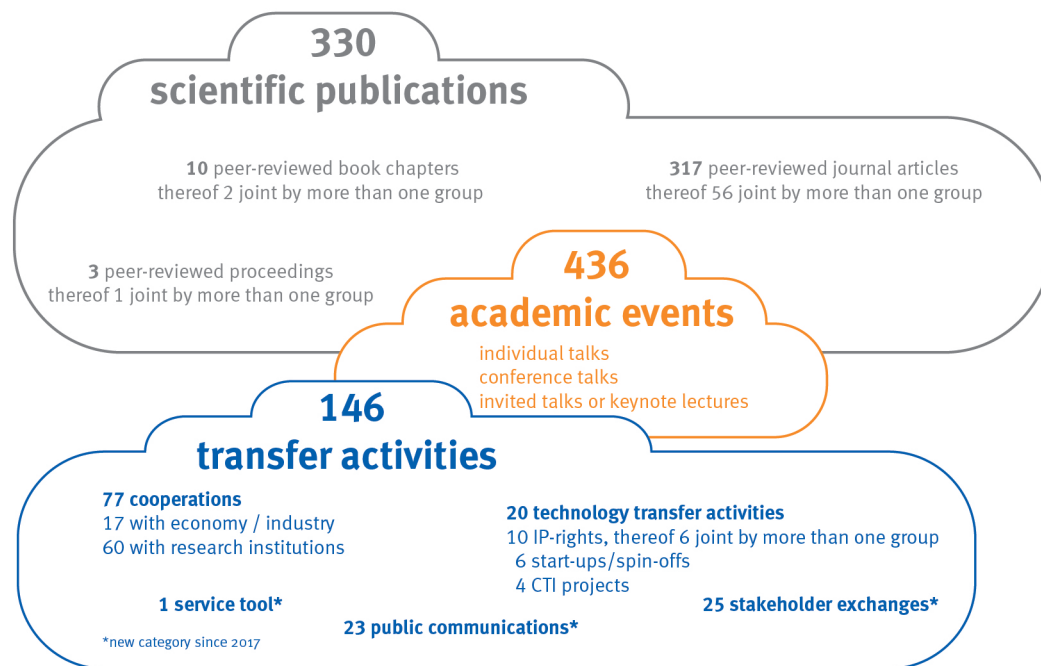 330
scientific publications
10 peer-reviewed book chapters
thereof 2 joint by more than one group
317 peer-reviewed journal articles
thereof 56 joint by more than one group
3 peer-reviewed proceedings
thereof 1 joint by more than one group
436
academic events
individual talks
conference talks
invited talks or keynote lectures
146
transfer activities
77 cooperations
17 with economy / industry
60 with research institutions
20 technology transfer activities
10 IP-rights, thereof 6 joint by more than one group
6 start-ups/spin-offs
4 CTI projects
1 service tool*
25 stakeholder exchanges*
23 public communications*
*new category since 2017